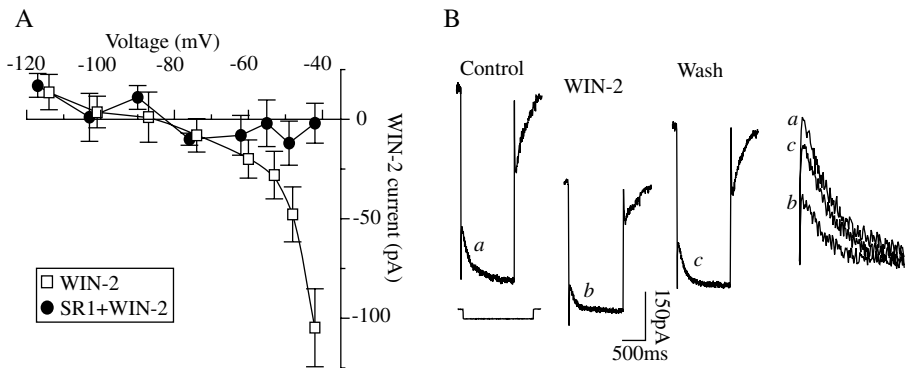 A
Voltage (mV)
-120 -100 -80 -60 -40
0
-50
-100
WIN-2 current(pA)
WIN-2
SR1+WIN-2
B
Control
WIN-2
Wash
a
b
c
a
c
b
150pA
500ms